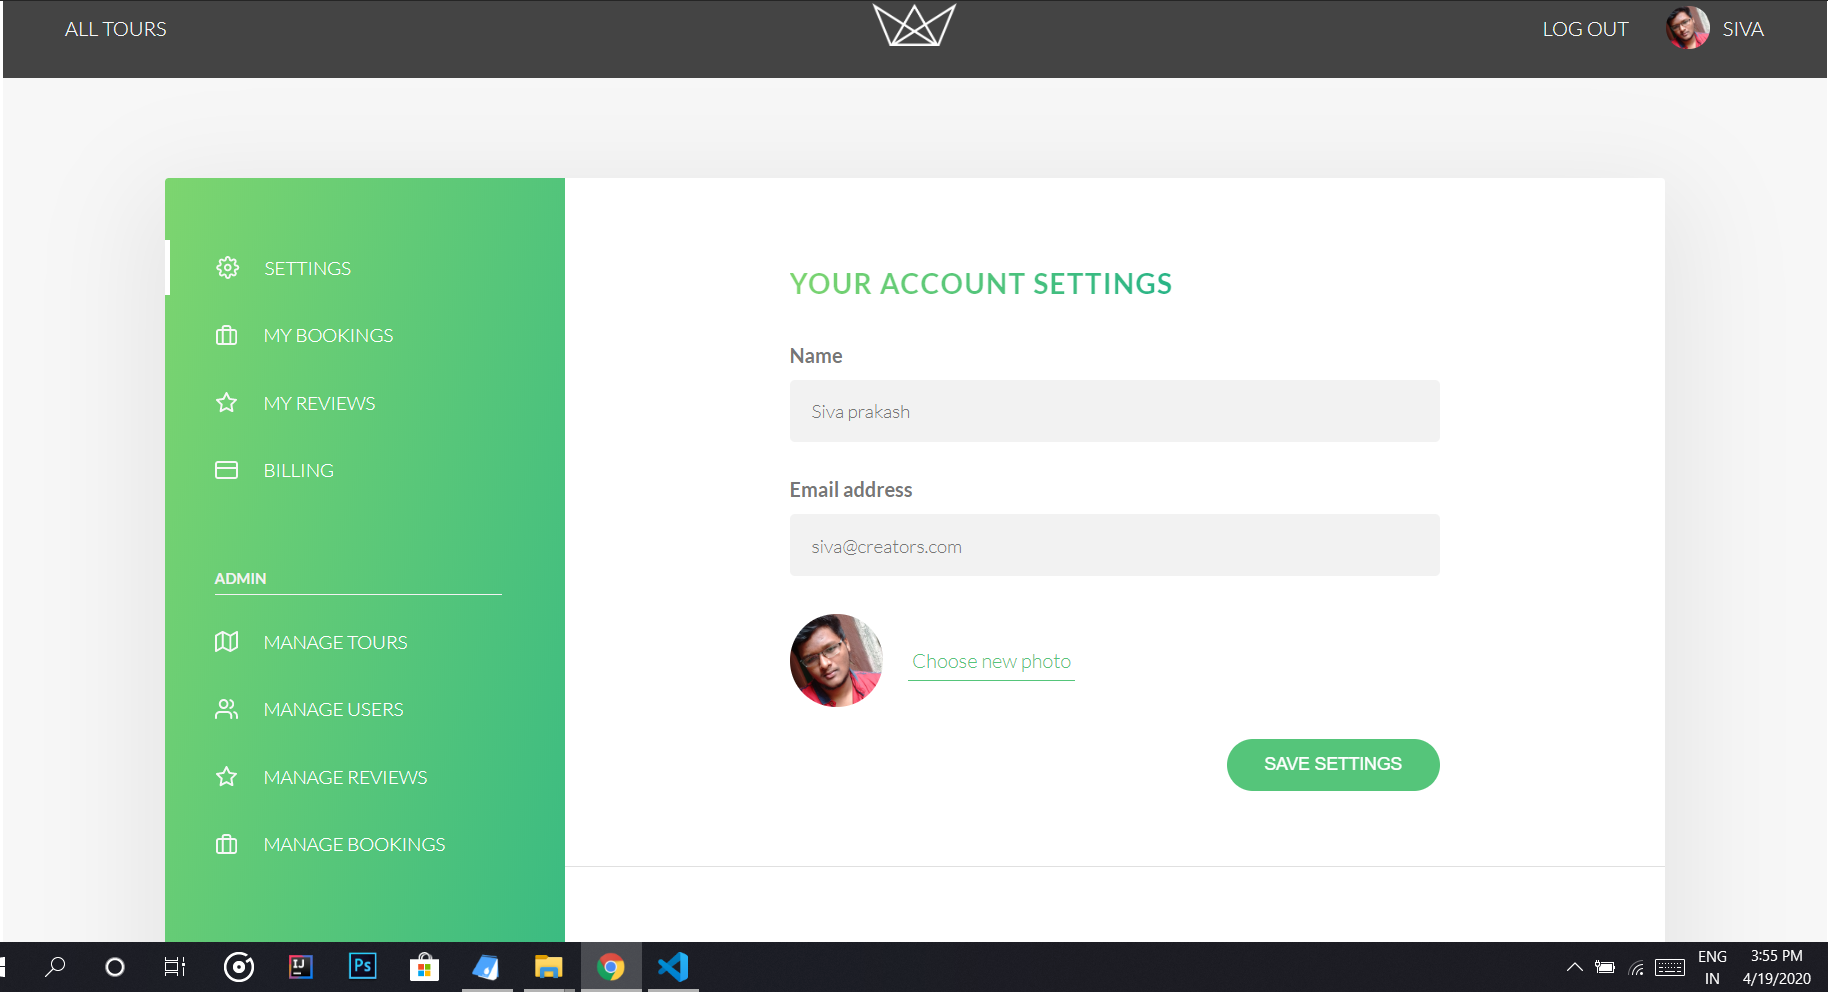 ALL TOURS
LOG OUT
SIVA
SETTINGS
MY BOOKINGS
MY REVIEWS
BILLING
ADMIN
MANAGE TOURS
MANAGE USERS
MANAGE REVIEWS
MANAGE BOOKINGS
YOUR ACCOUNT SETTINGS
Name
Siva prakash
Email address
siva@creators.com
Choose new photo
SAVE SETTINGS
IJ
Ps
ENG
IN
3:55 PM
4/19/2020